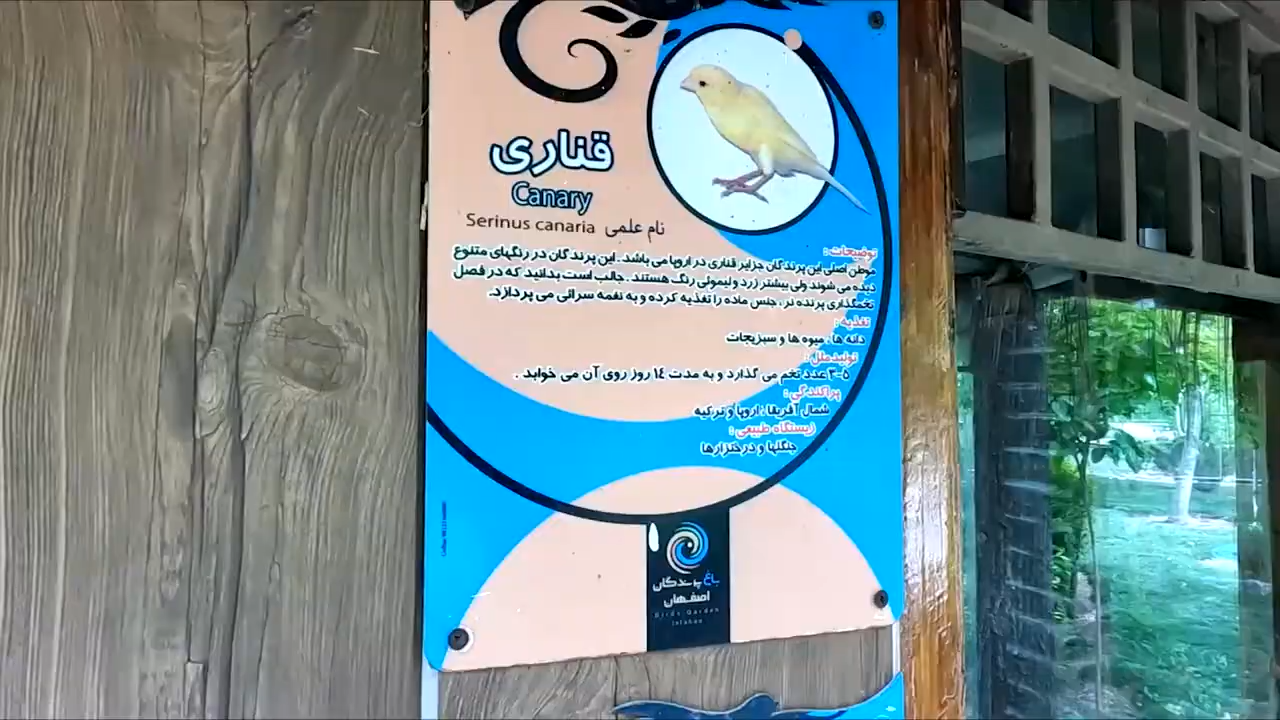 قناری
Canary
نام علمی Serinus canaria
توضیحات :
موطن اصلی این پرندگان جزایر قناری در اروپا می باشد . این پرندگان در رنگهای متنوع
دیده می شوند ولی بیشتر زرد و لیمونی رنگ هستند . جالب است بدانید که در فصل
تخمگذاری پرنده نر ، جنس ماده را تغذیه کرده و به نغمه سرائی می پردازد.
تغذیه :
دانه ها ، میوه ها و سبزیجات
تولیدمثل :
۳-۵ عدد تخم می گذارد و به مدت ۱۴ روز روی آن می خوابد .
پراکندگی :
شمال آفریقا ، اروپا و ترکیه
زیستگاه طبیعی :
جنگلها و درختزارها
باغ پرندگان
اصفهان
Birds Garden
Isfahan